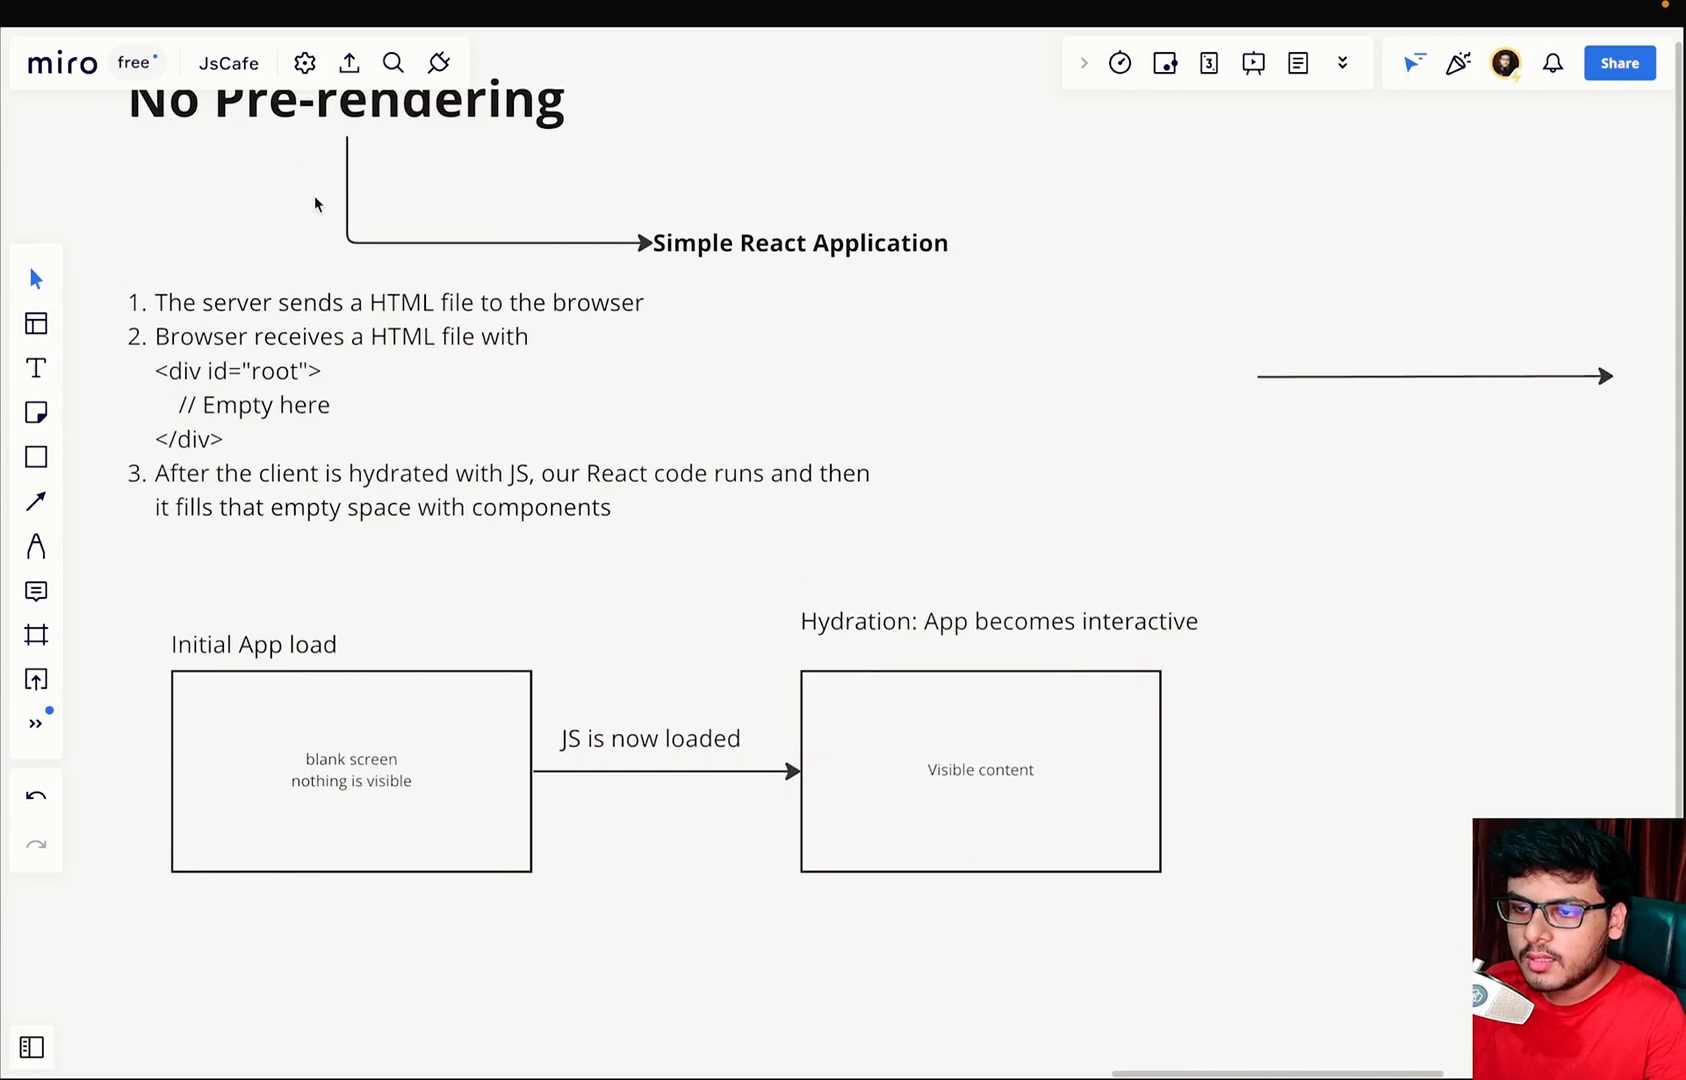 miro free JsCafe
3
Share
No Pre-rendering
Simple React Application
1. The server sends a HTML file to the browser
2. Browser receives a HTML file with
<div id="root">
// Empty here
</div>
3. After the client is hydrated with JS, our React code runs and then
it fills that empty space with components
Initial App load
Hydration: App becomes interactive
blank screen
nothing is visible
JS is now loaded
Visible content